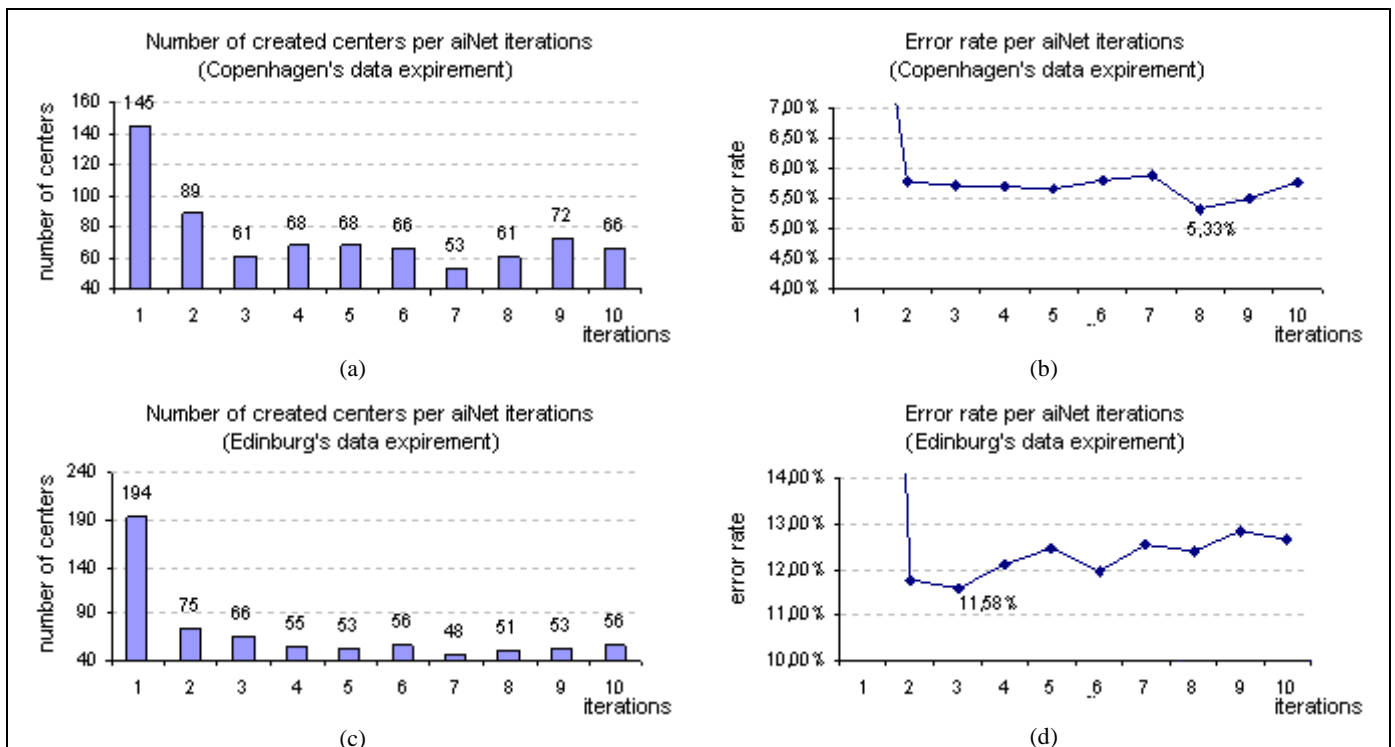 Number of created centers per aiNet iterations
(Copenhagen's data expirement)
number of centers
160
140
120
100
80
60
40
145
89
61
68
68
66
53
61
72
66
1 2 3 4 5 6 7 8 9 10
iterations
(a)
Error rate per aiNet iterations
(Copenhagen's data expirement)
error rate
7,00%
6,50%
6,00%
5,50%
5,00%
4,50%
4,00%
5,33%
1 2 3 4 5 6 7 8 9 10
iterations
(b)
Number of created centers per aiNet iterations
(Edinburg's data expirement)
number of centers
240
190
140
90
40
194
75
66
55
53
56
48
51
53
56
1 2 3 4 5 6 7 8 9 10
iterations
(c)
Error rate per aiNet iterations
(Edinburg's data expirement)
error rate
14,00%
13,00%
12,00%
11,00%
10,00%
11,58%
1 2 3 4 5 6 7 8 9 10
iterations
(d)